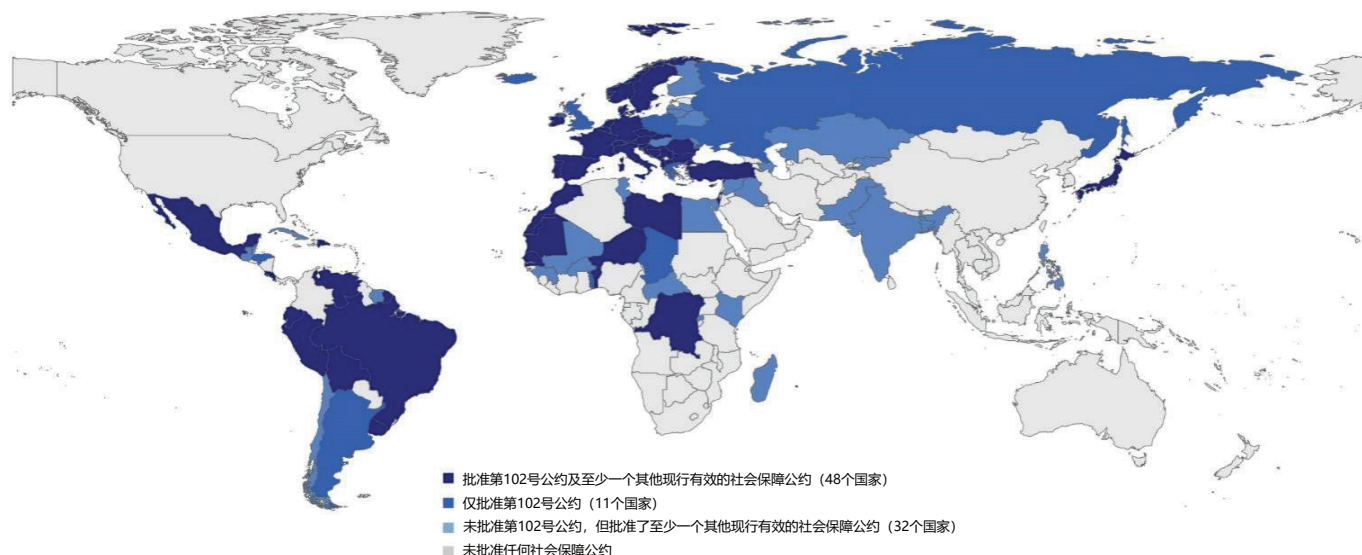 批准第102号公约及至少一个其他现行有效的社会保障公约（48个国家）
仅批准第102号公约（11个国家）
未批准第102号公约，但批准了至少一个其他现行有效的社会保障公约（32个国家）
未批准任何社会保障公约